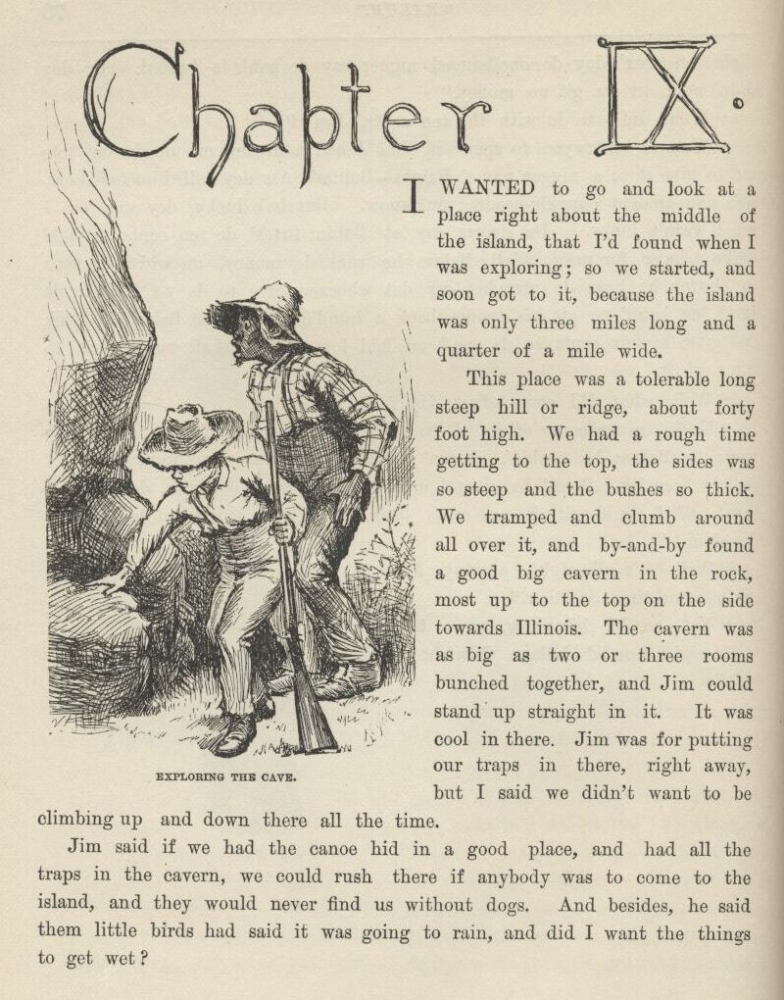 Chapter IX.
I WANTED to go and look at a
place right about the middle of
the island, that I'd found when I
was exploring; so we started, and
soon got to it, because the island
was only three miles long and a
quarter of a mile wide.
This place was a tolerable long
steep hill or ridge, about forty
foot high. We had a rough time
getting to the top, the sides was
so steep and the bushes so thick.
We tramped and clumb around
all over it, and by-and-by found
a good big cavern in the rock,
most up to the top on the side
towards Illinois. The cavern was
as big as two or three rooms
bunched together, and Jim could
stand up straight in it. It was
cool in there. Jim was for putting
our traps in there, right away,
but I said we didn't want to be
climbing up and down there all the time.
Jim said if we had the canoe hid in a good place, and had all the
traps in the cavern, we could rush there if anybody was to come to the
island, and they would never find us without dogs. And besides, he said
them little birds had said it was going to rain, and did I want the things
to get wet?
EXPLORING THE CAVE.